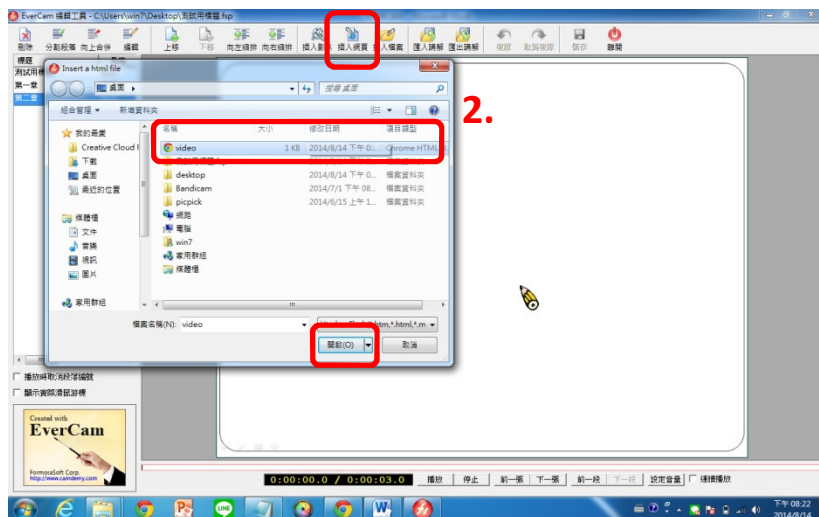 EverCam 編輯工具 - C:\Users\win7\Desktop\測試用標題.fsp
刪除 分割段落 向上合併 編輯 上移 下移 向左縮排 向右縮排 插入網頁 匯入講解 匯出講解 復原 取消復原 儲存 離開
標題
測試用標
第一章
第二章
Insert a html file
桌面
搜尋 桌面
2.
組合管理 新增資料夾
名稱 大小 修改日期 項目類型
我的最愛
Creative Cloud F
下載
桌面
最近的位置
媒體櫃
文件
音樂
視訊
圖片
家用群組
video 1 KB 2014/8/14 下午 0... Chrome HTML
desktop 2014/8/14 下午 0... 檔案資料夾
Bandicam 2014/7/1 下午 08... 檔案資料夾
picpick 2014/6/15 上午 1... 檔案資料夾
網路
電腦
win7
家用群組
媒體櫃
檔案名稱(N): video
開啟(O) 取消
播放時取消段落編號
顯示實際滑鼠游標
Created with
EverCam
FormosaSoft Corp.
http://www.camdemy.com
0:00:00.0 / 0:00:03.0 播放 停止 前一張 下一張 前一段 下一段 設定音量 連續播放
下午 08:22
2014/8/14